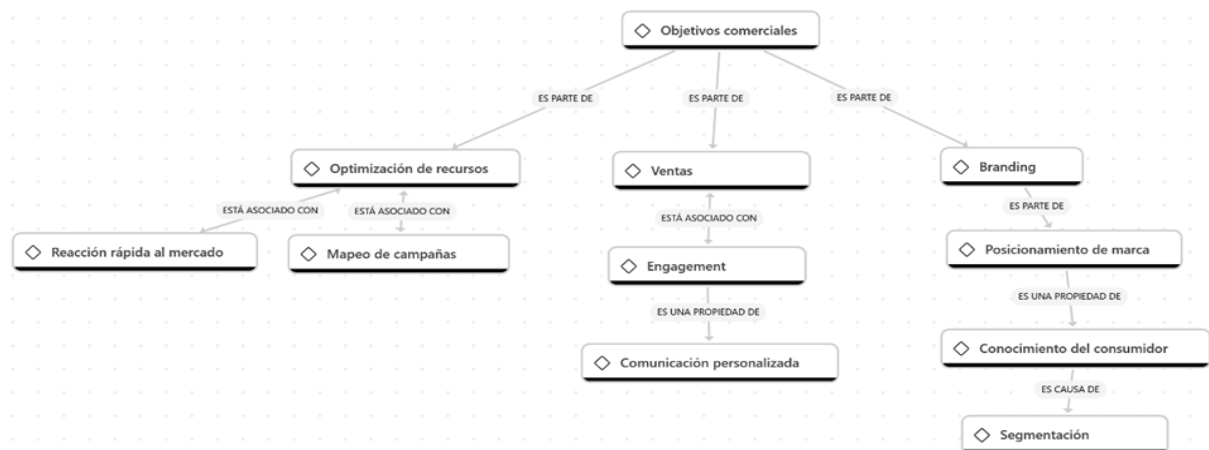 Objetivos comerciales
ES PARTE DE
ES PARTE DE
ES PARTE DE
Optimización de recursos
Ventas
Branding
ESTÁ ASOCIADO CON
ESTÁ ASOCIADO CON
ESTÁ ASOCIADO CON
ES PARTE DE
Reacción rápida al mercado
Mapeo de campañas
Engagement
Posicionamiento de marca
ES UNA PROPIEDAD DE
ES UNA PROPIEDAD DE
Comunicación personalizada
Conocimiento del consumidor
ES CAUSA DE
Segmentación